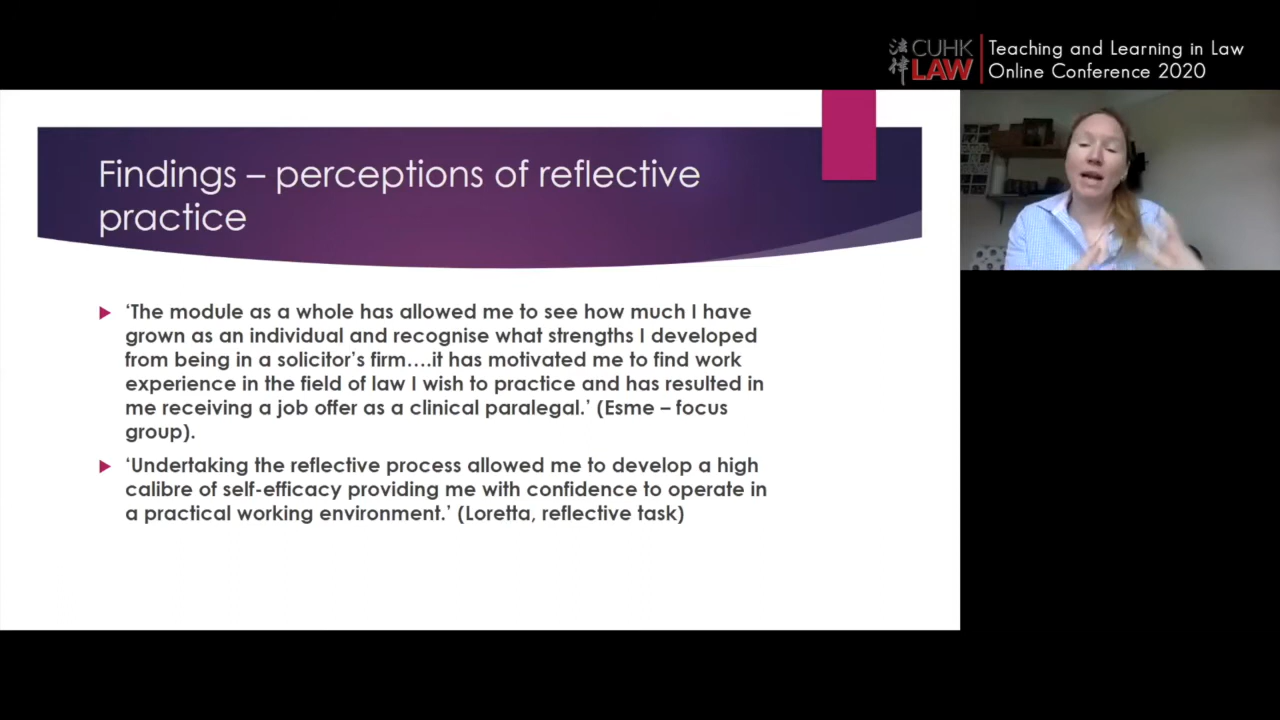 法律 CUHK LAW
Teaching and Learning in Law
Online Conference 2020
Findings – perceptions of reflective
practice
‘The module as a whole has allowed me to see how much I have
grown as an individual and recognise what strengths I developed
from being in a solicitor’s firm….it has motivated me to find work
experience in the field of law I wish to practice and has resulted in
me receiving a job offer as a clinical paralegal.’ (Esme – focus
group).
‘Undertaking the reflective process allowed me to develop a high
calibre of self-efficacy providing me with confidence to operate in
a practical working environment.’ (Loretta, reflective task)